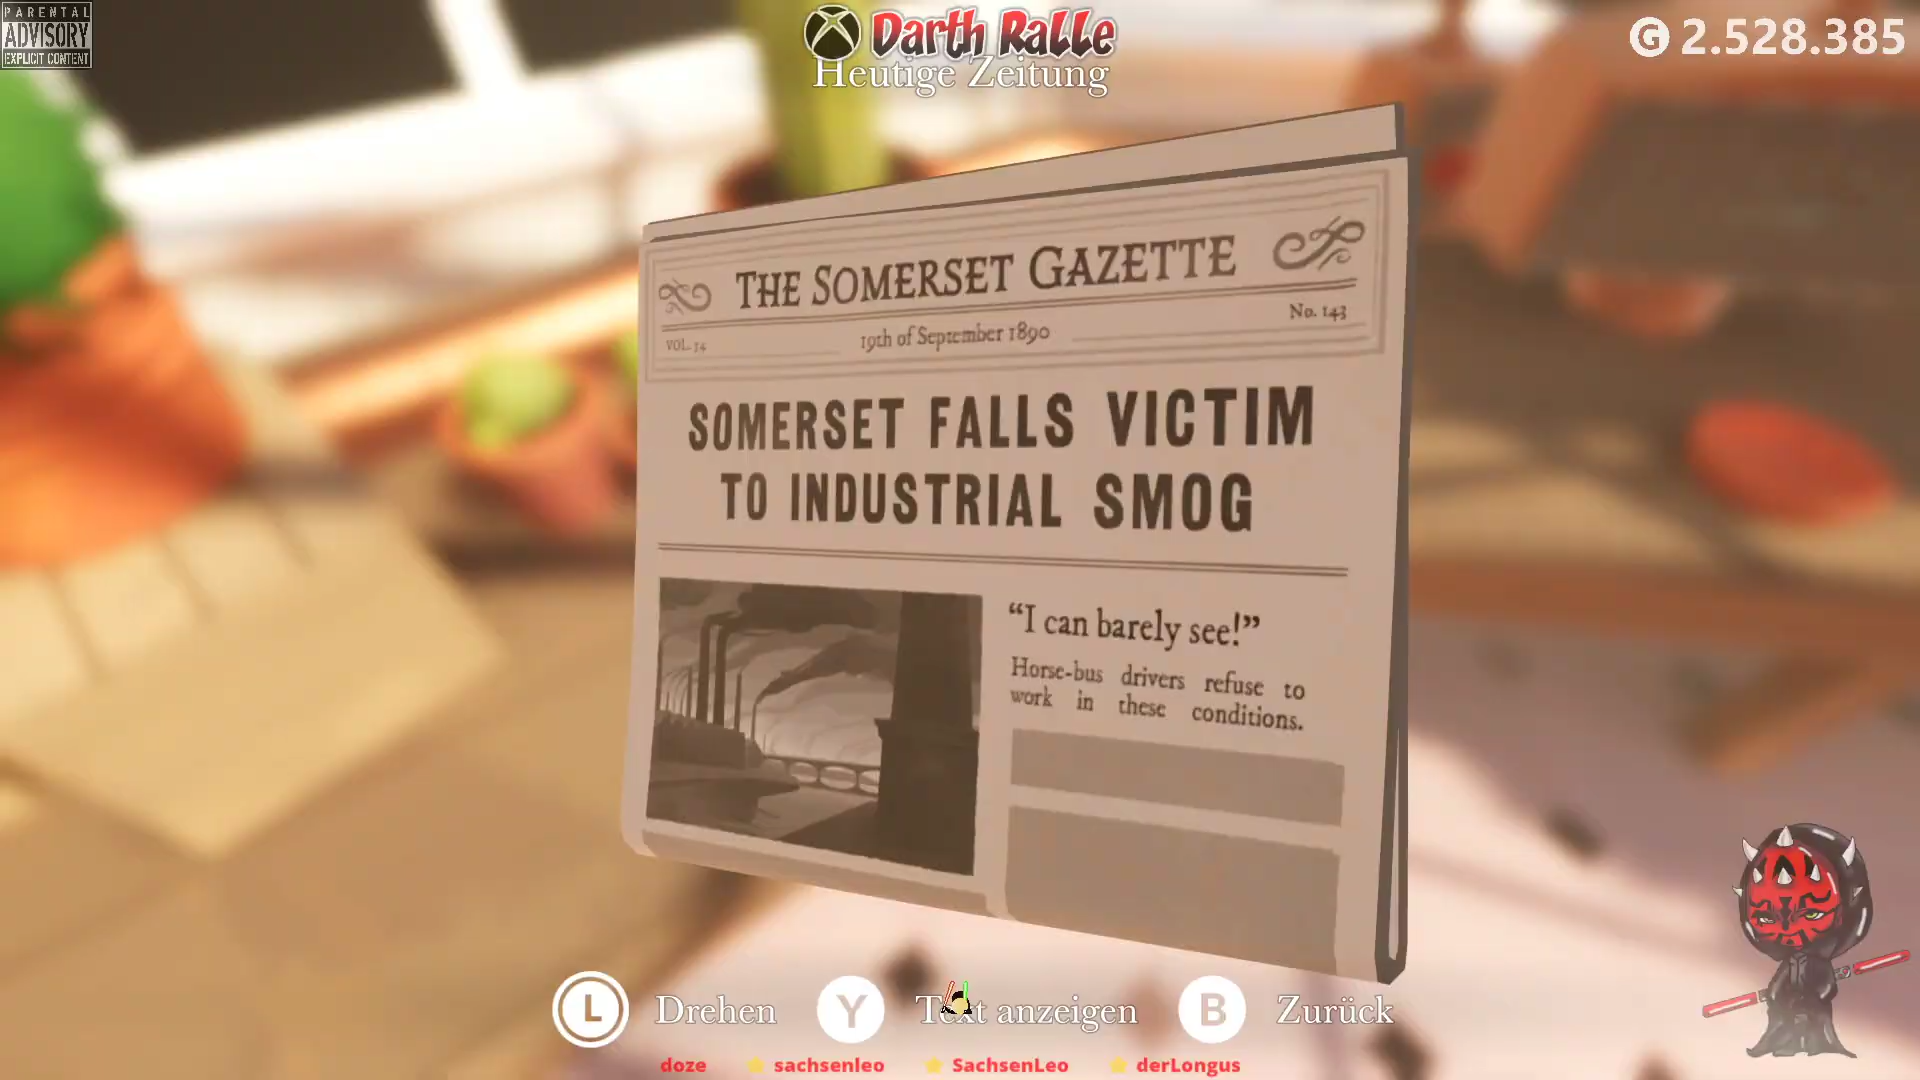 PARENTAL
ADVISORY
EXPLICIT CONTENT
Darth Ralle
G 2.528.385
Heutige Zeitung
THE SOMERSET GAZETTE
VOL. 34
19th of September 1890
No. 143
SOMERSET FALLS VICTIM
TO INDUSTRIAL SMOG
“I can barely see!”
Horse-bus drivers refuse to
work in these conditions.
L Drehen
Y Text anzeigen
B Zurück
doze sachsenleo SachsenLeo derLongus